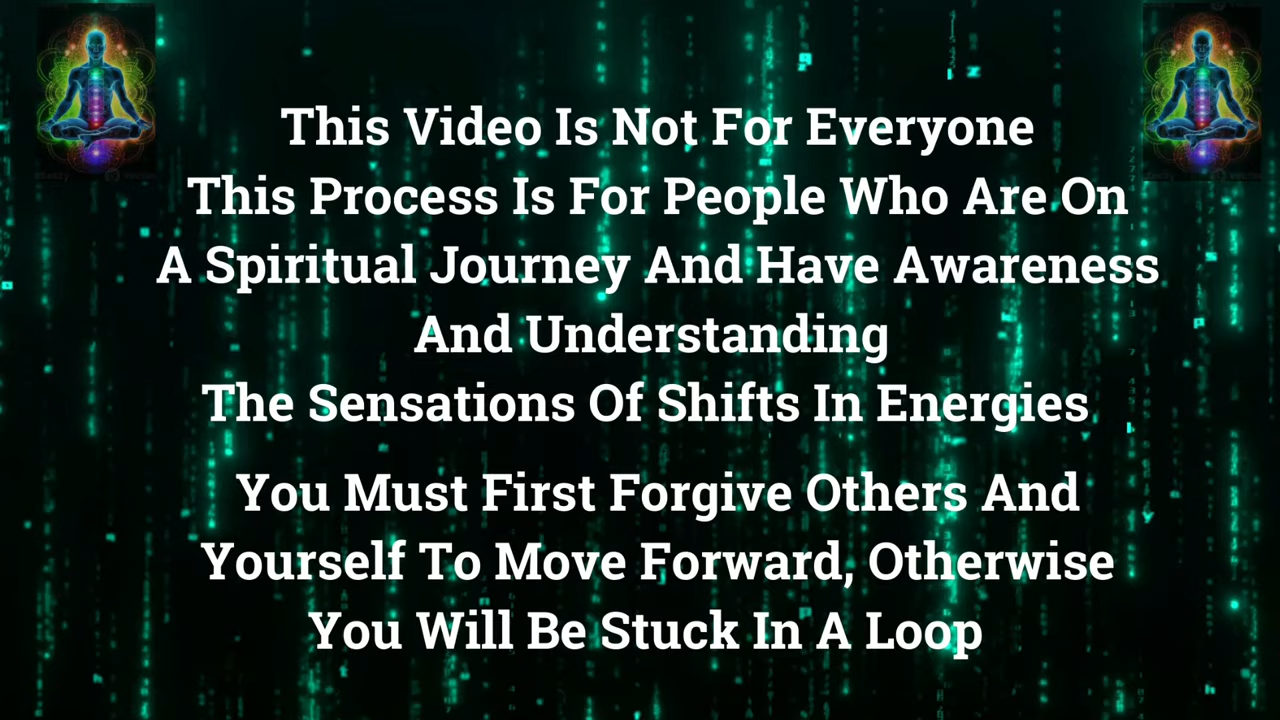 This Video Is Not For Everyone
This Process Is For People Who Are On
A Spiritual Journey And Have Awareness
And Understanding
The Sensations Of Shifts In Energies
You Must First Forgive Others And
Yourself To Move Forward, Otherwise
You Will Be Stuck In A Loop